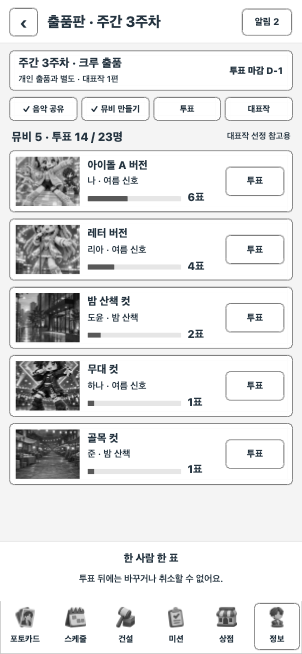 ‹ 출품판 · 주간 3주차 알림 2
주간 3주차 · 크루 출품
개인 출품과 별도 · 대표작 1편
투표 마감 D-1
✓ 음악 공유 ✓ 뮤비 만들기 투표 대표작
뮤비 5 · 투표 14 / 23명 대표작 선정 참고용
아이돌 A 버전
나 · 여름 신호
6표
투표
레터 버전
리아 · 여름 신호
4표
투표
밤 산책 컷
도윤 · 밤 산책
2표
투표
무대 컷
하나 · 여름 신호
1표
투표
골목 컷
준 · 밤 산책
1표
투표
한 사람 한 표
투표 뒤에는 바꾸거나 취소할 수 없어요.
포토카드 스케줄 건설 미션 상점 정보